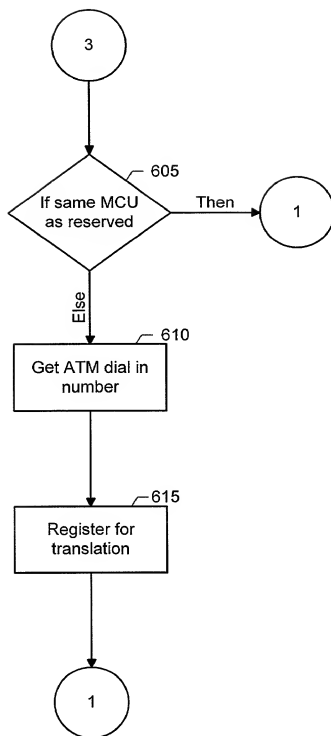 3
605
If same MCU
as reserved
Then
1
Else
610
Get ATM dial in
number
615
Register for
translation
1